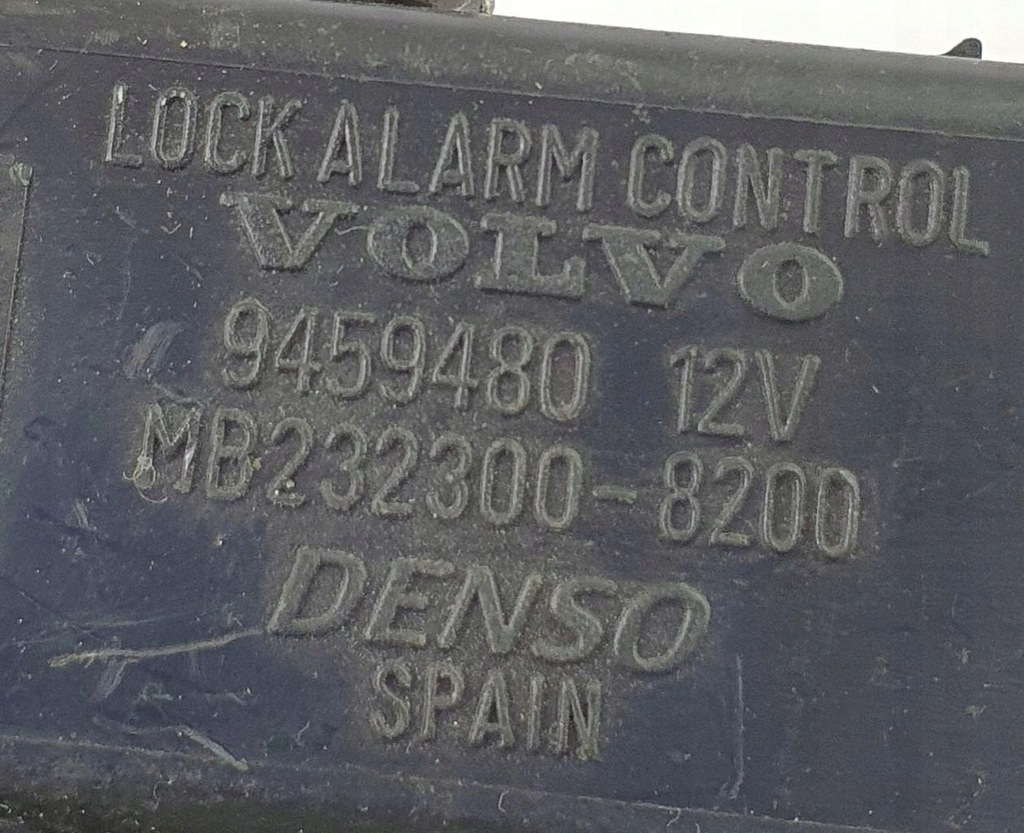 LOCK ALARM CONTROL
VOLVO
9459480 12V
MB232300-8200
DENSO
SPAIN